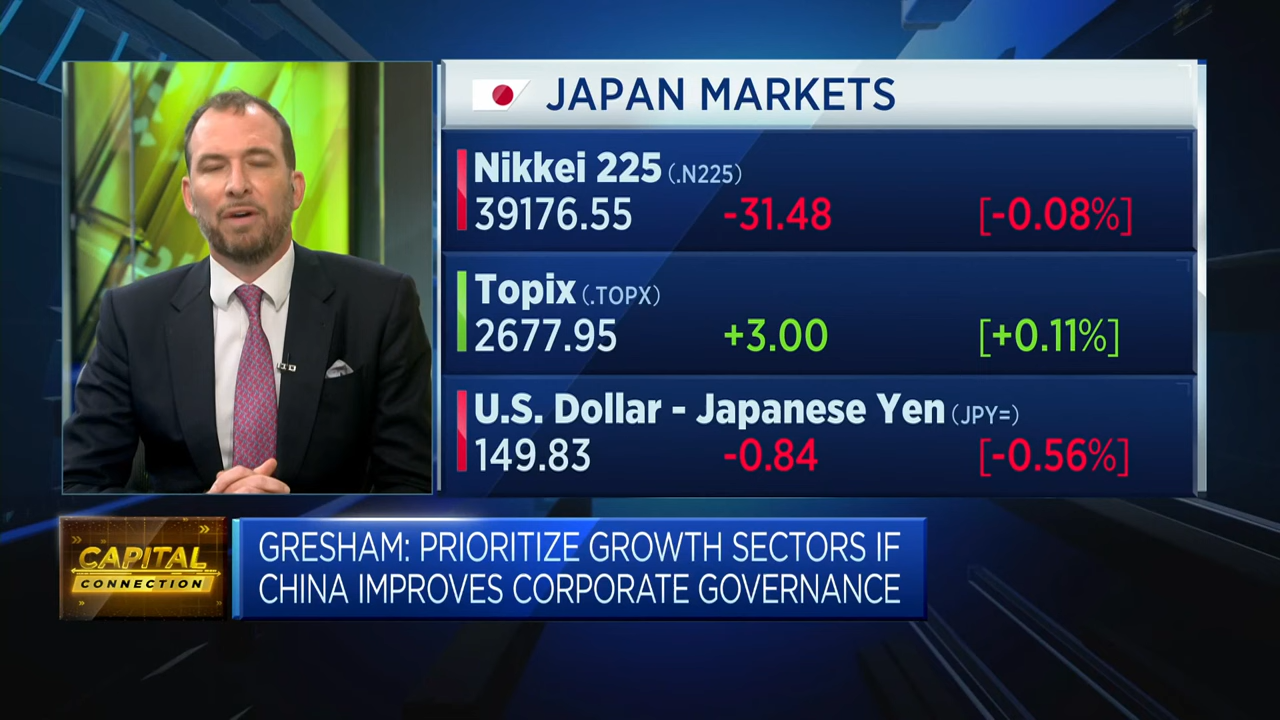 JAPAN MARKETS
Nikkei 225 (.N225)
39176.55 -31.48 [-0.08%]
Topix (.TOPX)
2677.95 +3.00 [+0.11%]
U.S. Dollar - Japanese Yen (JPY=)
149.83 -0.84 [-0.56%]
CAPITAL
CONNECTION
GRESHAM: PRIORITIZE GROWTH SECTORS IF
CHINA IMPROVES CORPORATE GOVERNANCE